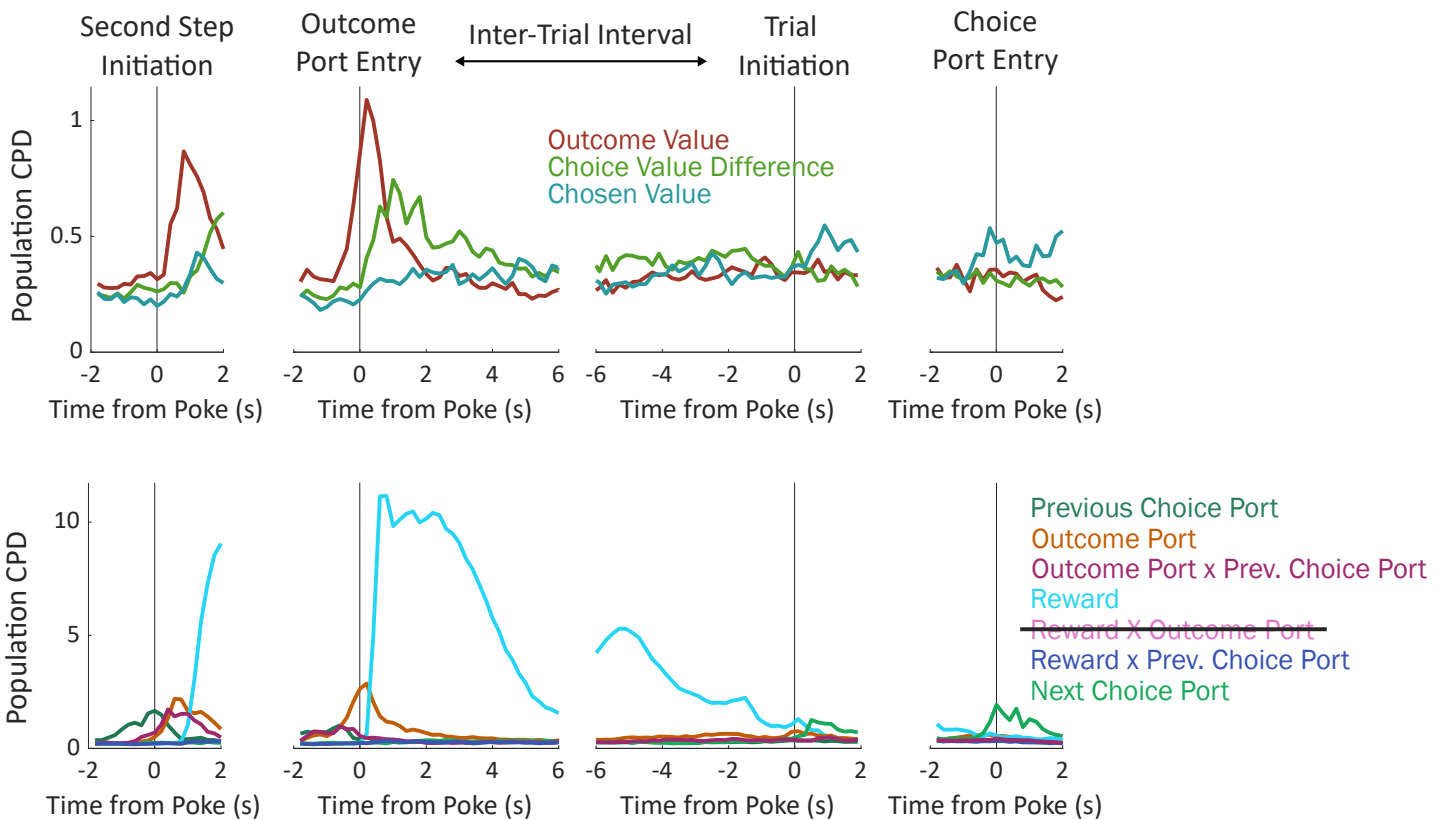 Second Step
Initiation
Outcome
Port Entry
Inter-Trial Interval
Trial
Initiation
Choice
Port Entry
Population CPD
1
0.5
0
Outcome Value
Choice Value Difference
Chosen Value
-2 0 2
-2 0 2 4 6
-6 -4 -2 0 2
-2 0 2
Time from Poke (s)
Time from Poke (s)
Time from Poke (s)
Time from Poke (s)
Population CPD
10
5
0
Previous Choice Port
Outcome Port
Outcome Port x Prev. Choice Port
Reward
Reward X Outcome Port
Reward x Prev. Choice Port
Next Choice Port
-2 0 2
-2 0 2 4 6
-6 -4 -2 0 2
-2 0 2
Time from Poke (s)
Time from Poke (s)
Time from Poke (s)
Time from Poke (s)